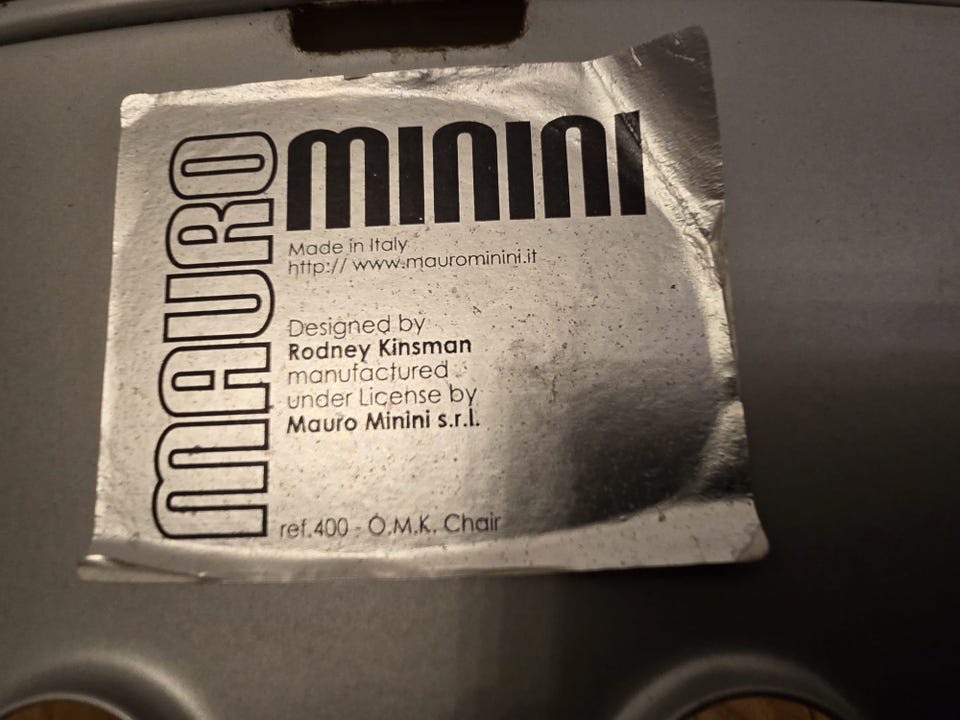 MAURO
MININI
Made in Italy
http:// www.maurominini.it
Designed by
Rodney Kinsman
manufactured
under License by
Mauro Minini s.r.l.
ref.400 - O.M.K. Chair